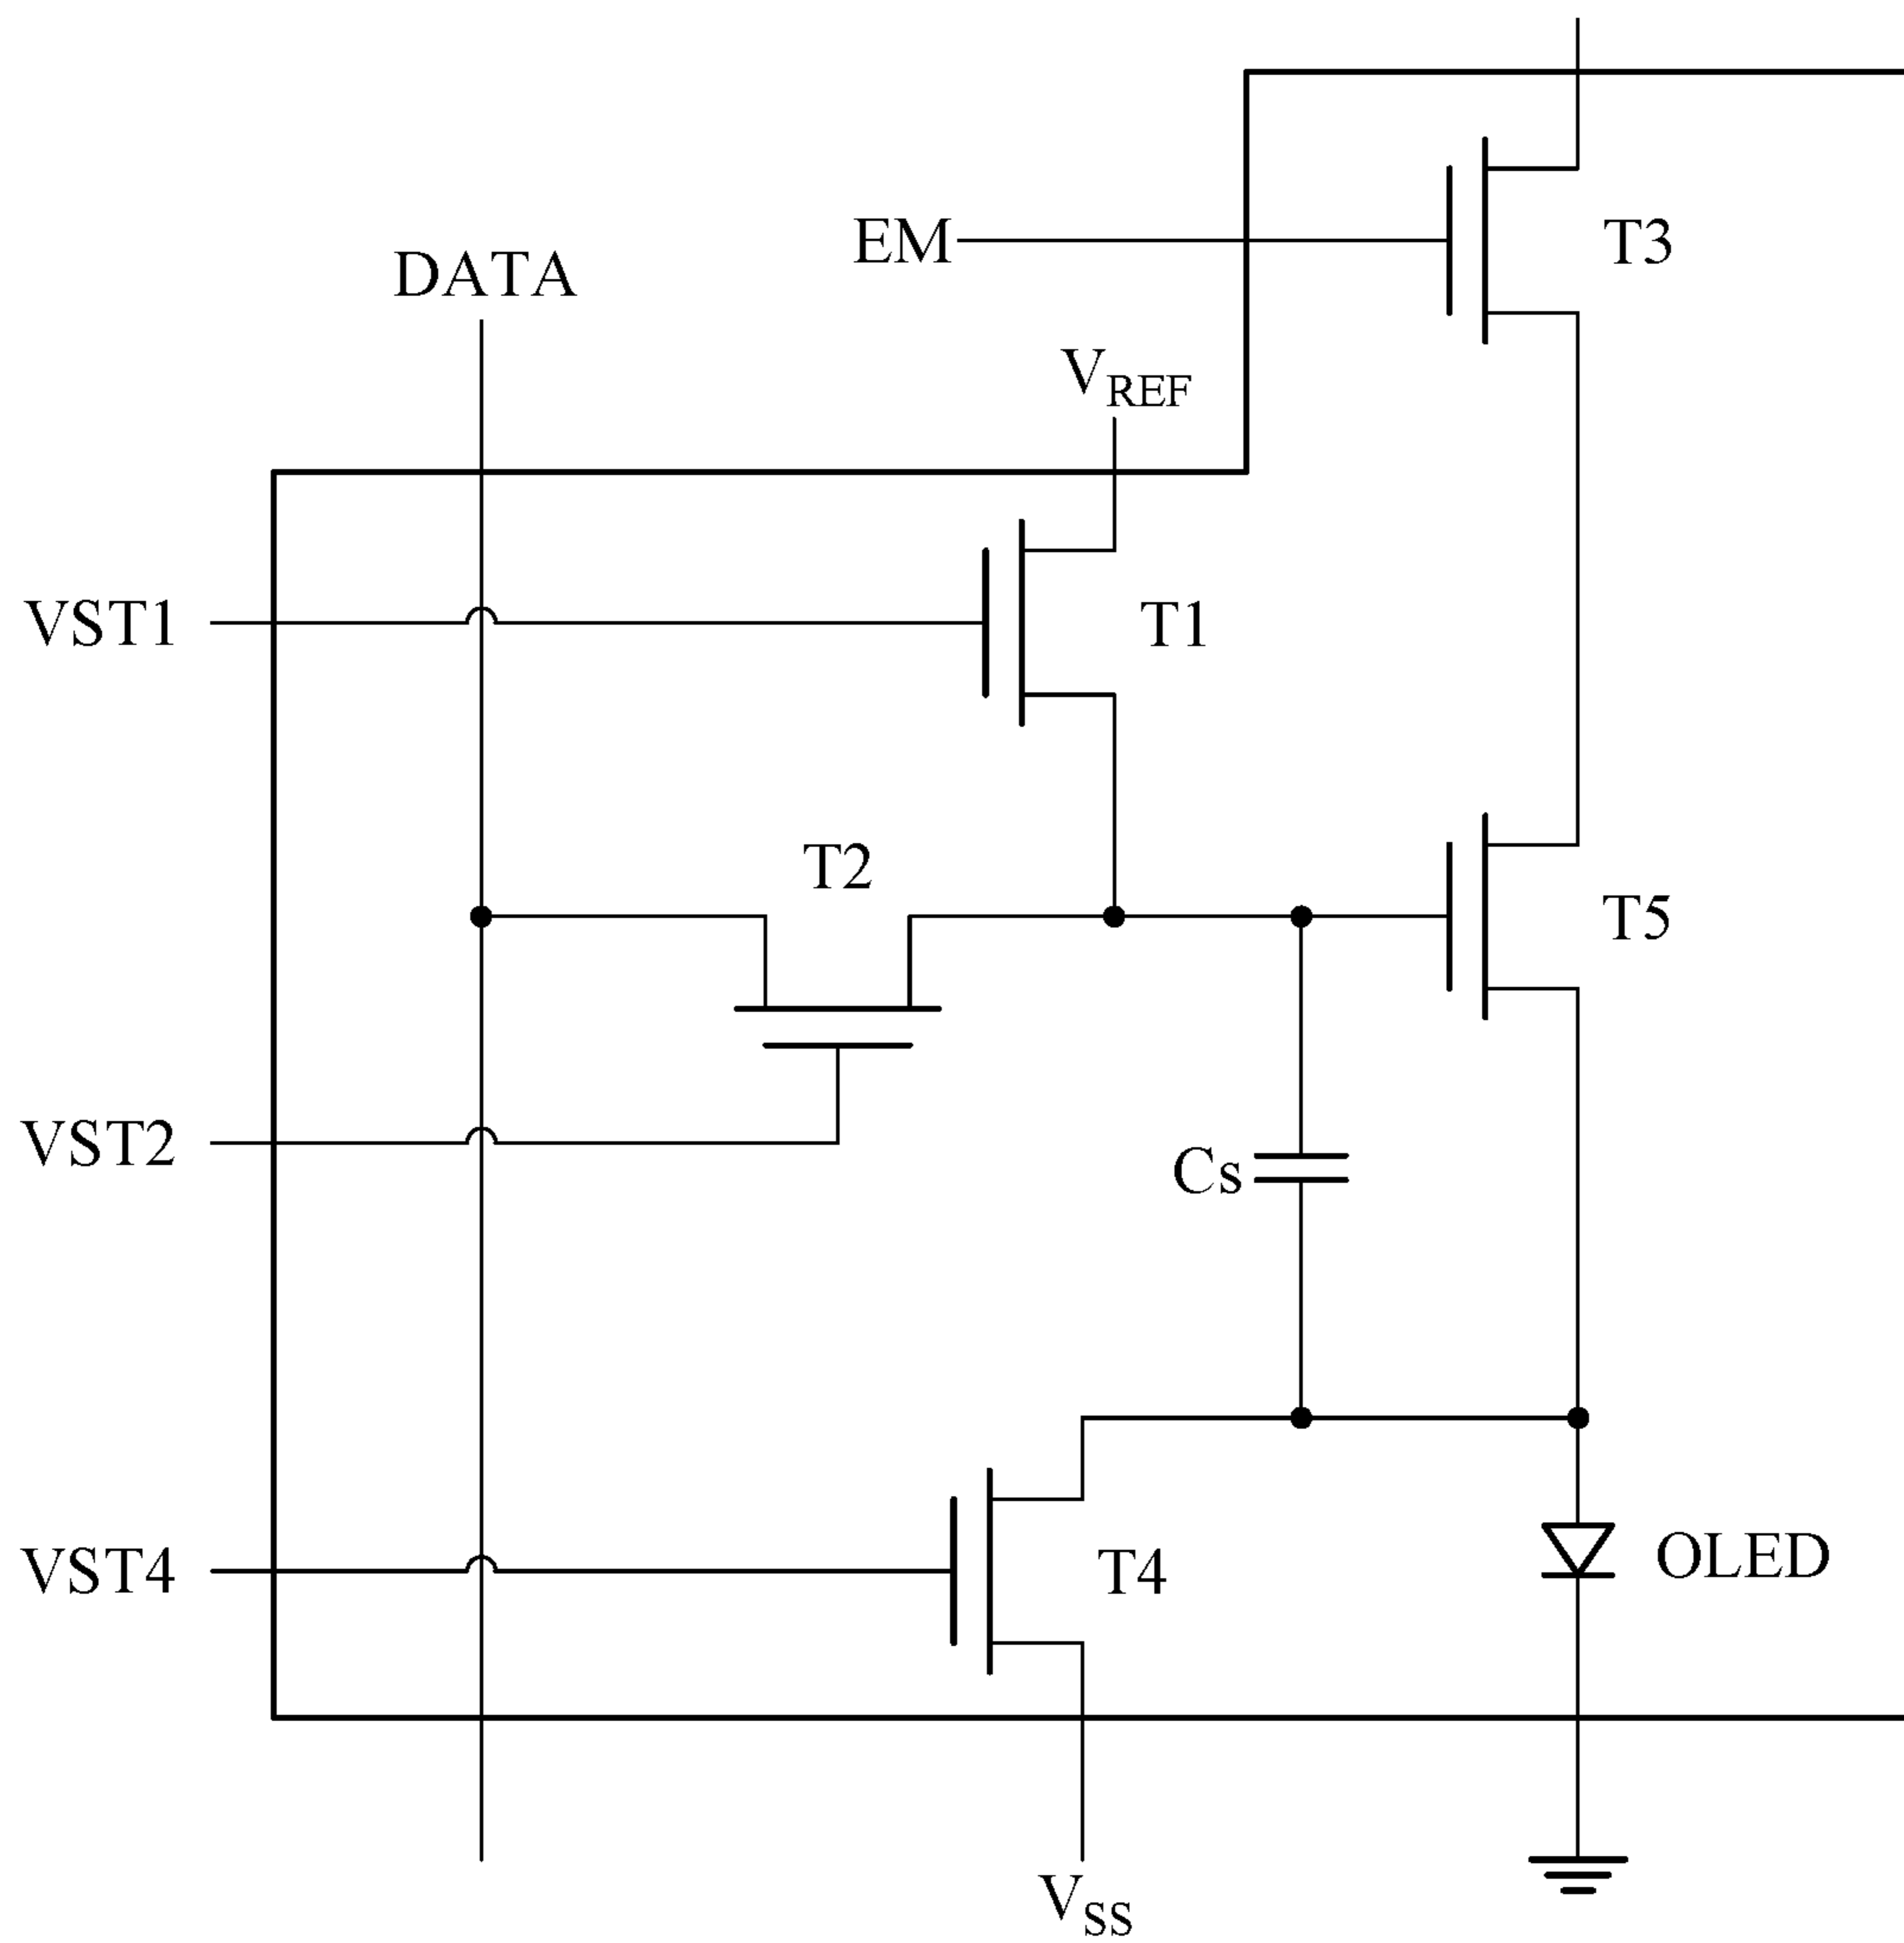 EM
T3
DATA
VREF
VST1
T1
T2
T5
VST2
Cs
VST4
T4
OLED
VSS